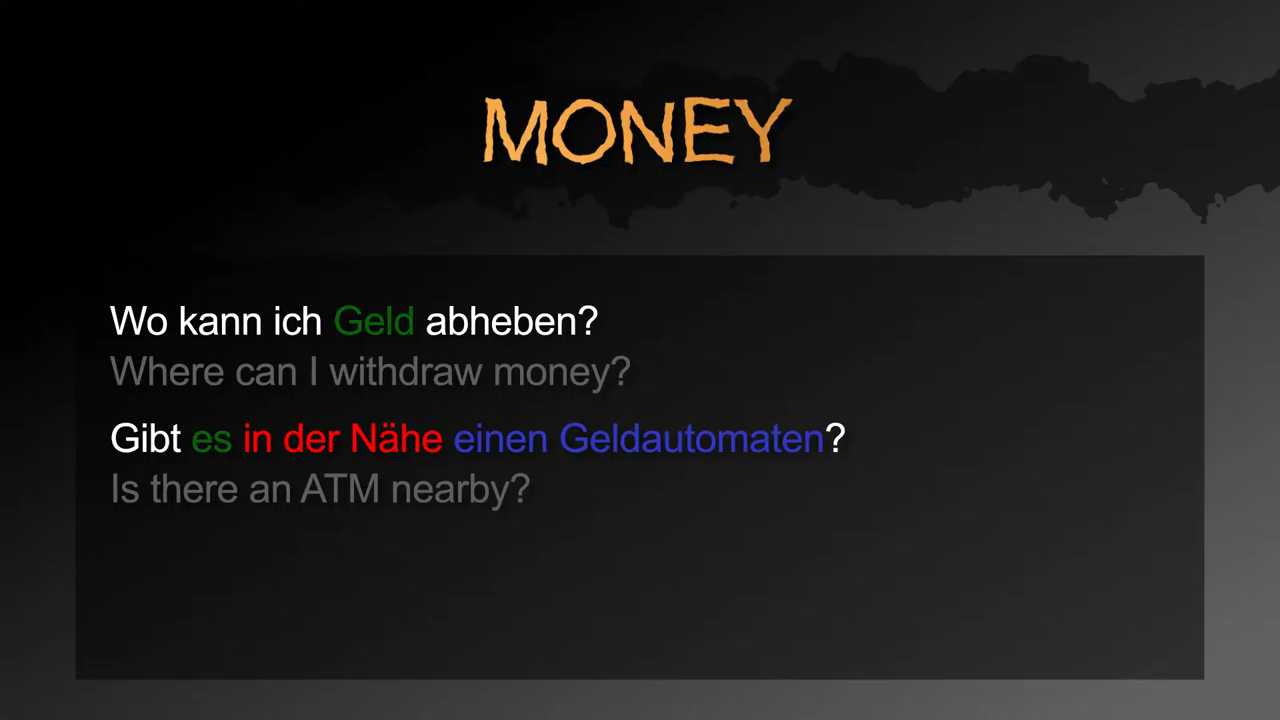 MONEY
Wo kann ich Geld abheben?
Where can I withdraw money?
Gibt es in der Nähe einen Geldautomaten?
Is there an ATM nearby?